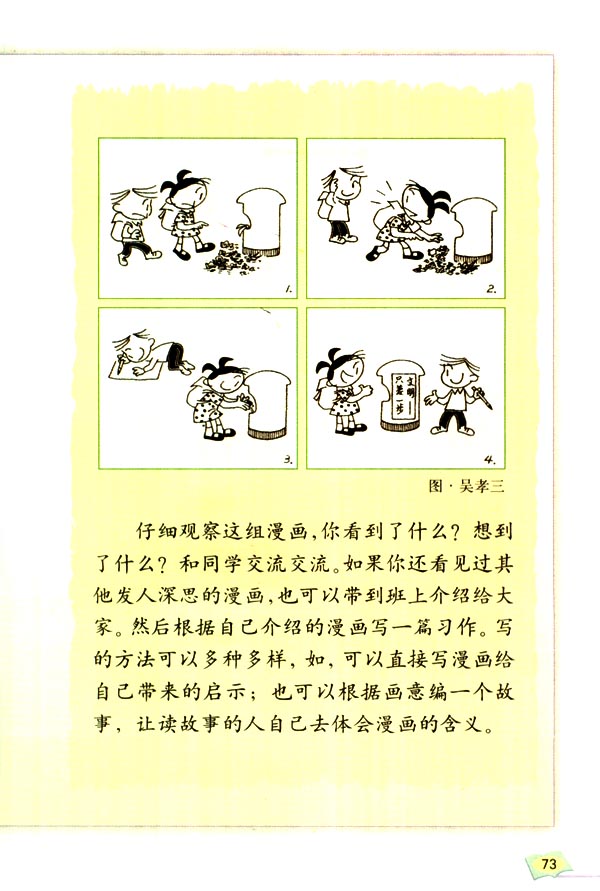 1.
2.
3.
文明——
只差一步
4.
图·吴孝三
仔细观察这组漫画，你看到了什么？想到
了什么？和同学交流交流。如果你还看见过其
他发人深思的漫画，也可以带到班上介绍给大
家。然后根据自己介绍的漫画写一篇习作。写
的方法可以多种多样，如，可以直接写漫画给
自己带来的启示；也可以根据画意编一个故
事，让读故事的人自己去体会漫画的含义。
73